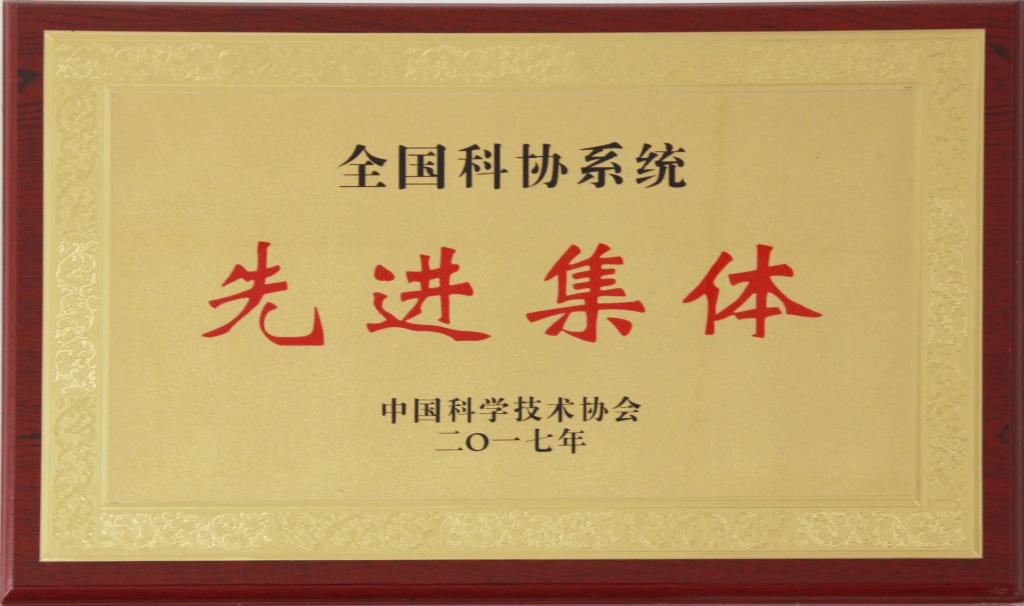 全国科协系统
先进集体
中国科学技术协会
二〇一七年